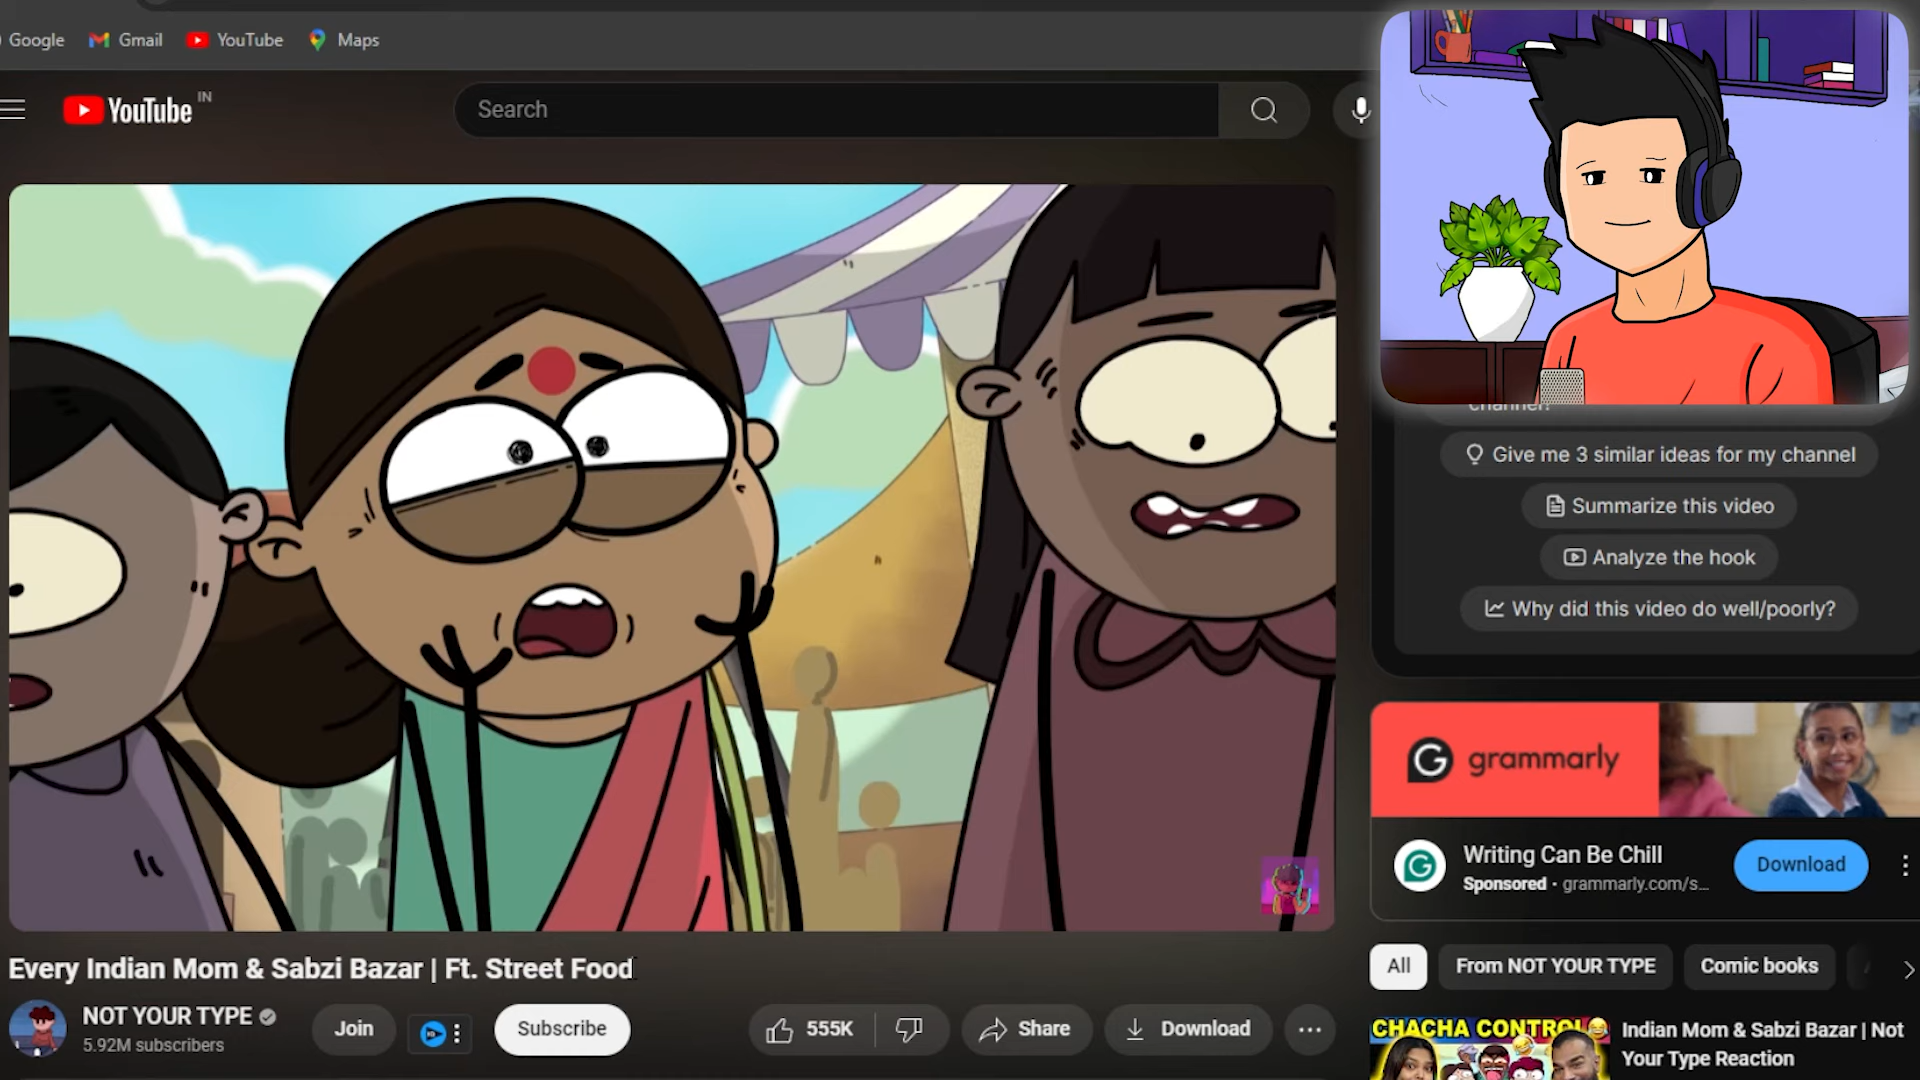 Google Gmail YouTube Maps
YouTube IN
Search
channel!
Give me 3 similar ideas for my channel
Summarize this video
Analyze the hook
Why did this video do well/poorly?
grammarly
Writing Can Be Chill
Sponsored · grammarly.com/s...
Download
Every Indian Mom & Sabzi Bazar | Ft. Street Food
NOT YOUR TYPE
5.92M subscribers
Join
Subscribe
555K
Share
Download
All
From NOT YOUR TYPE
Comic books
CHACHA CONTROL
Indian Mom & Sabzi Bazar | Not
Your Type Reaction